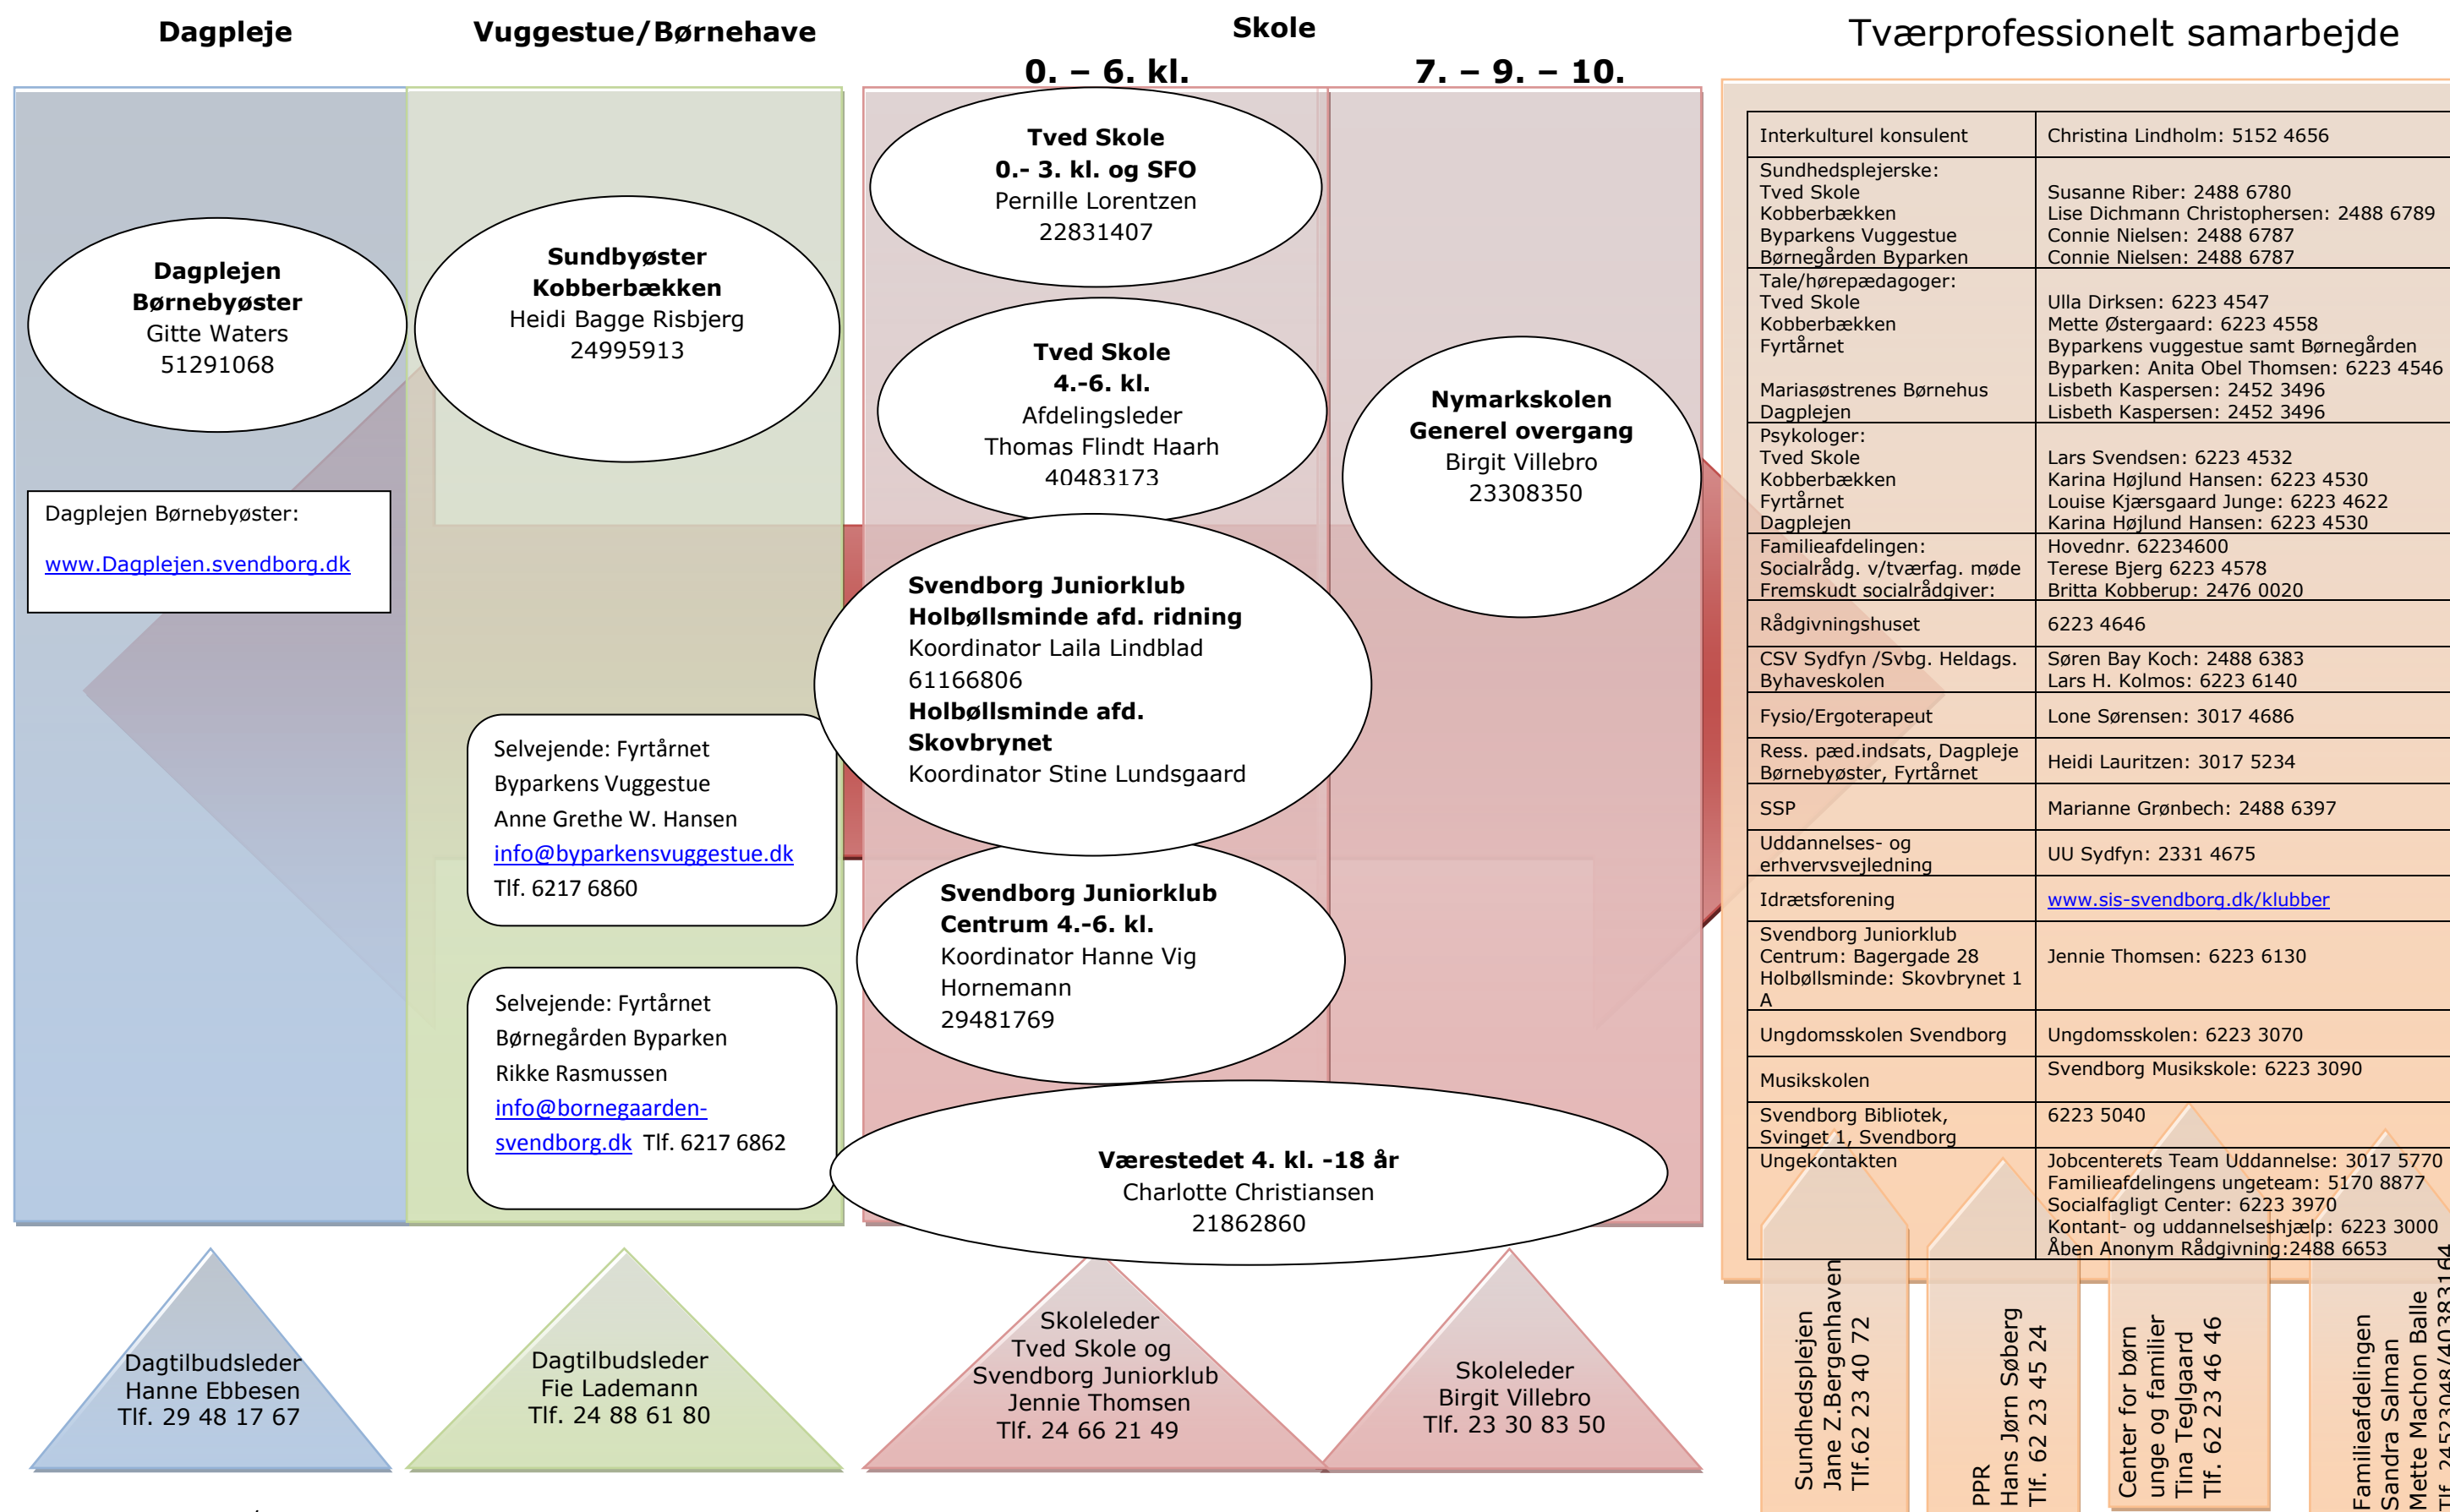 Dagpleje
Vuggestue/Børnehave
Skole
0. – 6. kl.
7. – 9. – 10.
Tværprofessionelt samarbejde
Dagplejen
Børnebyøster
Gitte Waters
51291068
Dagplejen Børnebyøster:
www.Dagplejen.svendborg.dk
Sundbyøster
Kobberbækken
Heidi Bagge Risbjerg
24995913
Selvejende: Fyrtårnet
Byparkens Vuggestue
Anne Grethe W. Hansen
info@byparkensvuggestue.dk
Tlf. 6217 6860
Selvejende: Fyrtårnet
Børnegården Byparken
Rikke Rasmussen
info@bornegaarden-
svendborg.dk Tlf. 6217 6862
Tved Skole
0.- 3. kl. og SFO
Pernille Lorentzen
22831407
Tved Skole
4.-6. kl.
Afdelingsleder
Thomas Flindt Haarh
40483173
Svendborg Juniorklub
Holbøllsminde afd. ridning
Koordinator Laila Lindblad
61166806
Holbøllsminde afd.
Skovbrynet
Koordinator Stine Lundsgaard
Svendborg Juniorklub
Centrum 4.-6. kl.
Koordinator Hanne Vig
Hornemann
29481769
Værestedet 4. kl. -18 år
Charlotte Christiansen
21862860
Nymarkskolen
Generel overgang
Birgit Villebro
23308350
Interkulturel konsulent Christina Lindholm: 5152 4656
Sundhedsplejerske:
Tved Skole Susanne Riber: 2488 6780
Kobberbækken Lise Dichmann Christophersen: 2488 6789
Byparkens Vuggestue Connie Nielsen: 2488 6787
Børnegården Byparken Connie Nielsen: 2488 6787
Tale/hørepædagoger:
Tved Skole Ulla Dirksen: 6223 4547
Kobberbækken Mette Østergaard: 6223 4558
Fyrtårnet Byparkens vuggestue samt Børnegården
Byparken: Anita Obel Thomsen: 6223 4546
Mariasøstrenes Børnehus Lisbeth Kaspersen: 2452 3496
Dagplejen Lisbeth Kaspersen: 2452 3496
Psykologer:
Tved Skole Lars Svendsen: 6223 4532
Kobberbækken Karina Højlund Hansen: 6223 4530
Fyrtårnet Louise Kjærsgaard Junge: 6223 4622
Dagplejen Karina Højlund Hansen: 6223 4530
Familieafdelingen: Hovednr. 62234600
Socialrådg. v/tværfag. møde Terese Bjerg 6223 4578
Fremskudt socialrådgiver: Britta Kobberup: 2476 0020
Rådgivningshuset 6223 4646
CSV Sydfyn /Svbg. Heldags. Søren Bay Koch: 2488 6383
Byhaveskolen Lars H. Kolmos: 6223 6140
Fysio/Ergoterapeut Lone Sørensen: 3017 4686
Ress. pæd.indsats, Dagpleje
Børnebyøster, Fyrtårnet Heidi Lauritzen: 3017 5234
SSP Marianne Grønbech: 2488 6397
Uddannelses- og
erhvervsvejledning UU Sydfyn: 2331 4675
Idrætsforening www.sis-svendborg.dk/klubber
Svendborg Juniorklub
Centrum: Bagergade 28 Jennie Thomsen: 6223 6130
Holbøllsminde: Skovbrynet 1
A
Ungdomsskolen Svendborg Ungdomsskolen: 6223 3070
Musikskolen Svendborg Musikskole: 6223 3090
Svendborg Bibliotek, 6223 5040
Svinget 1, Svendborg
Ungekontakten Jobcenterets Team Uddannelse: 3017 5770
Familieafdelingens ungeteam: 5170 8877
Socialfagligt Center: 6223 3970
Kontant- og uddannelseshjælp: 6223 3000
Åben Anonym Rådgivning:2488 6653
Dagtilbudsleder
Hanne Ebbesen
Tlf. 29 48 17 67
Dagtilbudsleder
Fie Lademann
Tlf. 24 88 61 80
Skoleleder
Tved Skole og
Svendborg Juniorklub
Jennie Thomsen
Tlf. 24 66 21 49
Skoleleder
Birgit Villebro
Tlf. 23 30 83 50
Sundhedsplejen
Jane Z.Bergenhaven
Tlf.62 23 40 72
PPR
Hans Jørn Søberg
Tlf. 62 23 45 24
Center for børn
unge og familier
Tina Teglgaard
Tlf. 62 23 46 46
Familieafdelingen
Sandra Salman
Mette Machon Balle
Tlf. 24523048/40383164